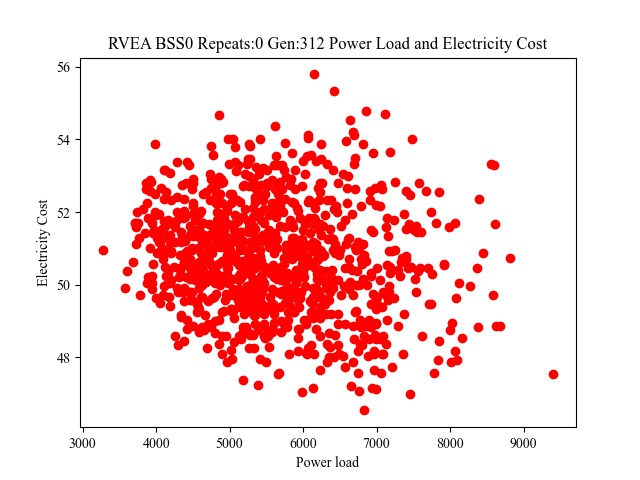 RVEA BSS0 Repeats:0 Gen:312 Power Load and Electricity Cost
56
54
52
50
48
Electricity Cost
3000 4000 5000 6000 7000 8000 9000
Power load